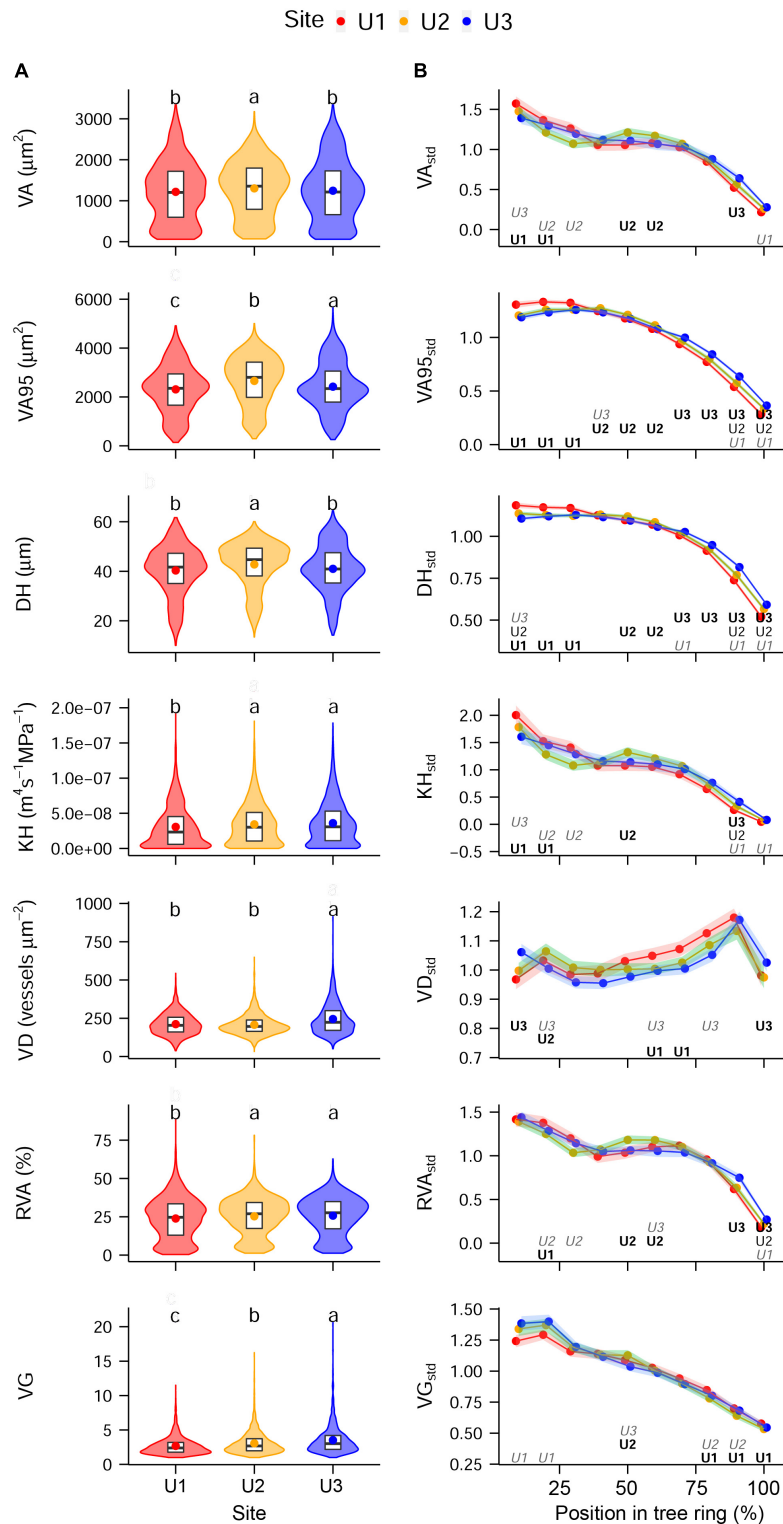 Site U1 U2 U3
A B
b a b
VA (μm²)
3000
2000
1000
0
VAstd
1.5
1.0
0.5
0.0
U3
U2 U2 U2 U2 U3
U1 U1 U1
c
c b a
VA95 (μm²)
6000
4000
2000
0
VA95std
1.0
0.5
0.0
U3 U3 U3 U3 U3
U2 U2 U2 U2 U2
U1 U1 U1 U1 U1
b
b a b
DH (μm)
60
40
20
DHstd
1.00
0.75
0.50
U3 U3 U3 U3 U3
U2 U2 U2 U2 U2
U1 U1 U1 U1 U1 U1
a
b a a
KH (m⁴s⁻¹MPa⁻¹)
2.0e-07
1.5e-07
1.0e-07
5.0e-08
0.0e+00
KHstd
2.0
1.5
1.0
0.5
0.0
−0.5
U3 U3
U2 U2 U2 U2
U1 U1 U1 U1
a
b b a
VD (vessels μm⁻²)
1000
750
500
250
0
VDstd
1.2
1.1
1.0
0.9
0.8
0.7
U3 U3 U3 U3 U3
U2
U1 U1
b
b a a
RVA (%)
75
50
25
0
RVAstd
1.5
1.0
0.5
0.0
U3 U3 U3
U2 U2 U2 U2 U2
U1 U1
c
c b a
VG
20
15
10
5
0
VGstd
1.50
1.25
1.00
0.75
0.50
0.25
U3
U2 U2 U2
U1 U1 U1 U1 U1
U1 U2 U3
Site
25 50 75 100
Position in tree ring (%)